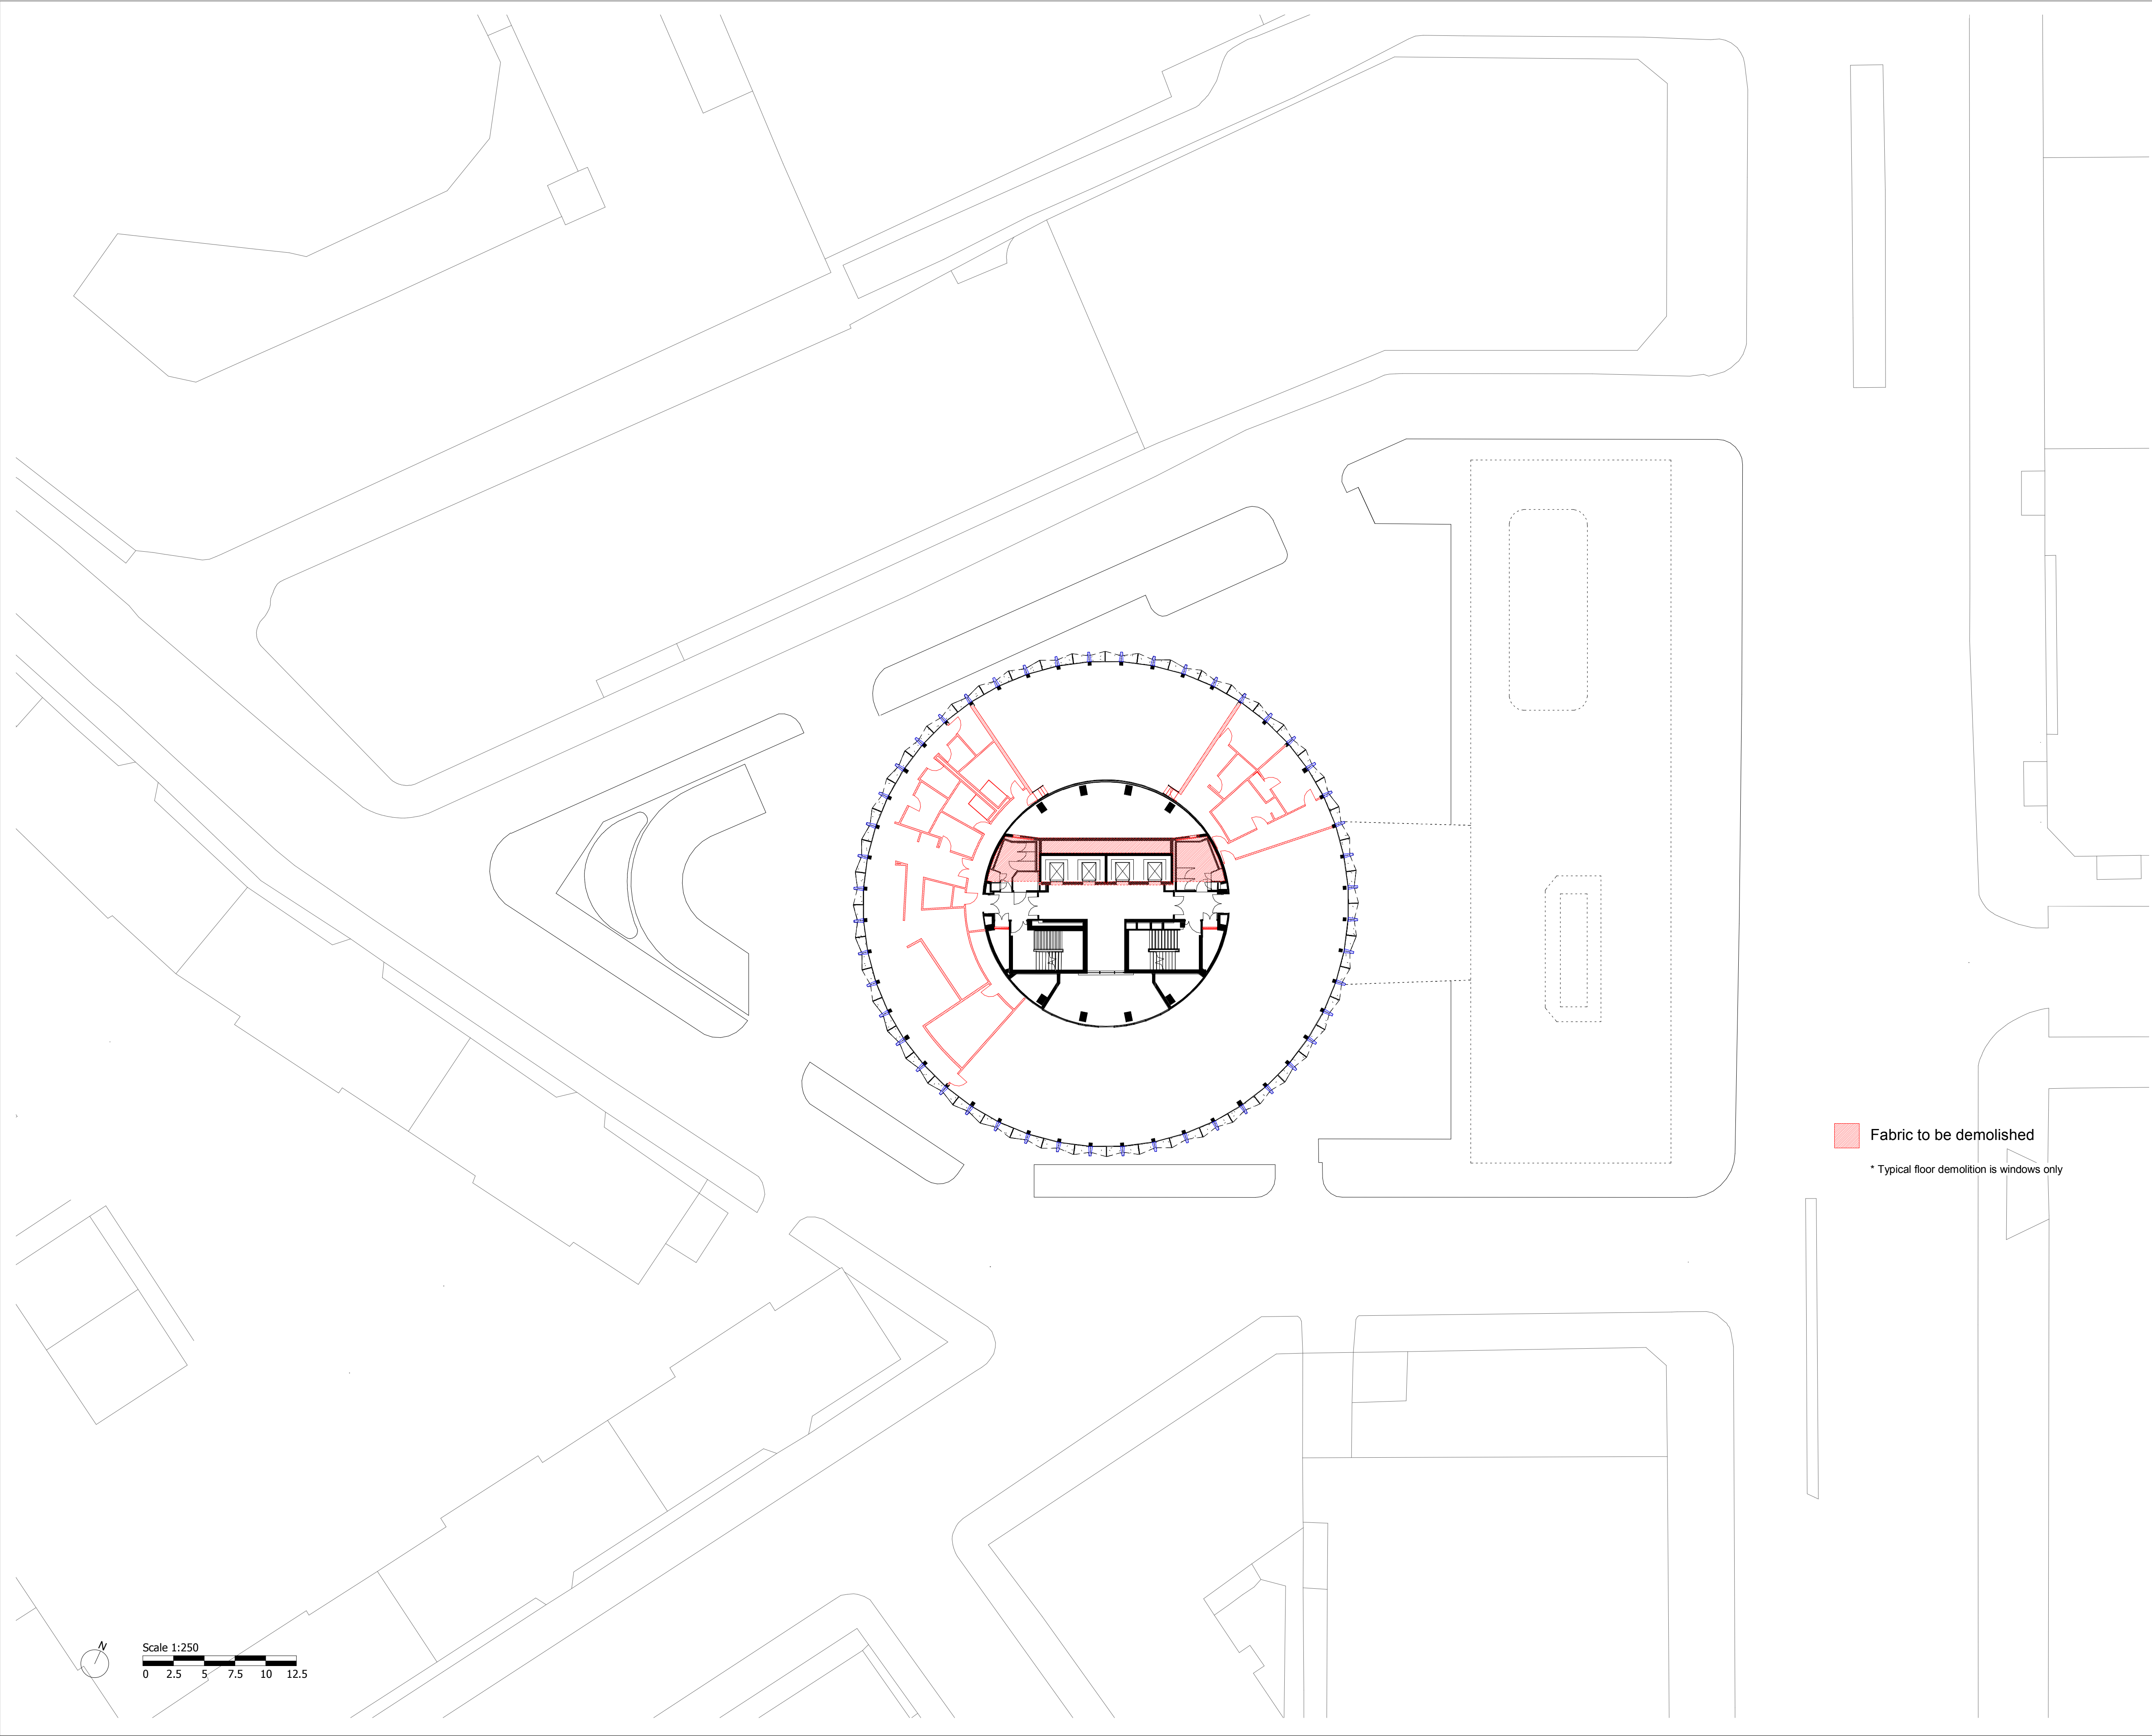 Fabric to be demolished
* Typical floor demolition is windows only
N
Scale 1:250
0 2.5 5 7.5 10 12.5